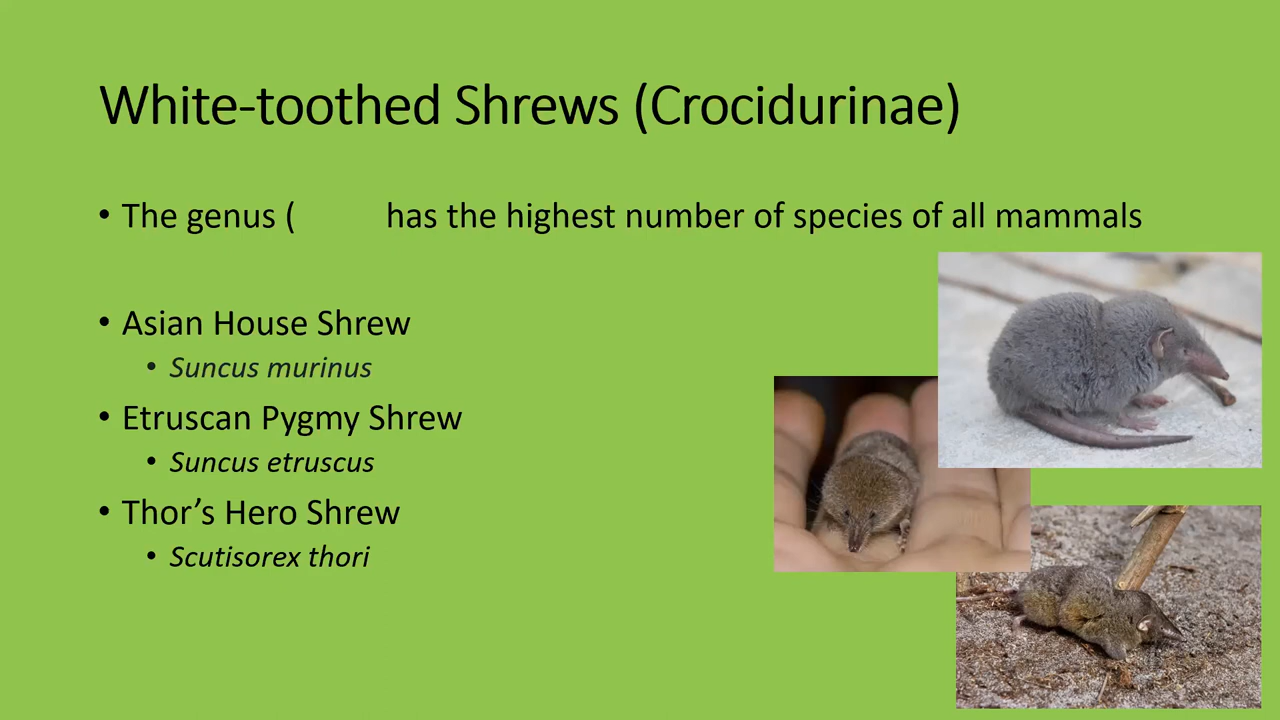 White-toothed Shrews (Crocidurinae)
• The genus ( has the highest number of species of all mammals
• Asian House Shrew
• Suncus murinus
• Etruscan Pygmy Shrew
• Suncus etruscus
• Thor’s Hero Shrew
• Scutisorex thori